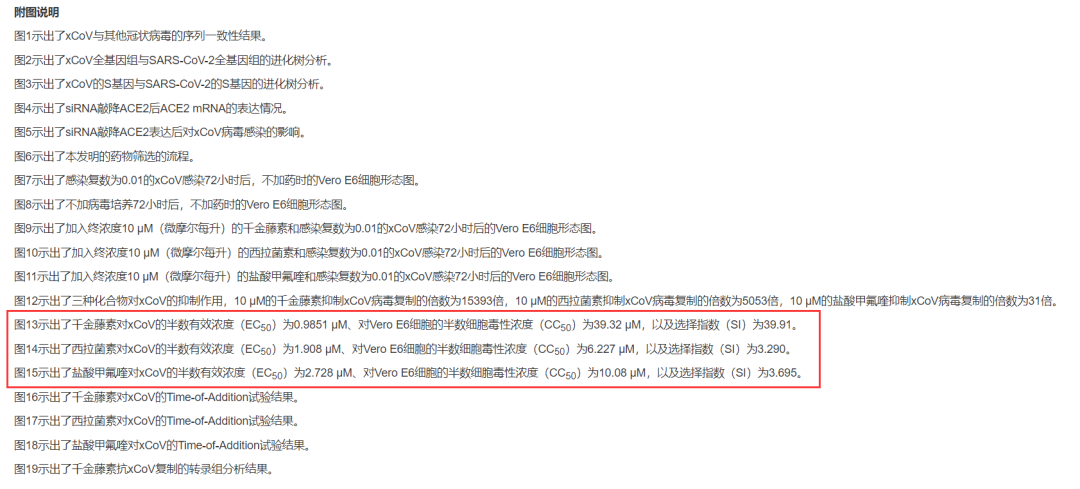 附图说明
图1示出了xCoV与其他冠状病毒的序列一致性结果。
图2示出了xCoV全基因组与SARS-CoV-2全基因组的进化树分析。
图3示出了xCoV的S基因与SARS-CoV-2的S基因的进化树分析。
图4示出了siRNA敲降ACE2后ACE2 mRNA的表达情况。
图5示出了siRNA敲降ACE2表达后对xCoV病毒感染的影响。
图6示出了本发明的药物筛选的流程。
图7示出了感染复数为0.01的xCoV感染72小时后，不加药时的Vero E6细胞形态图。
图8示出了不加病毒培养72小时后，不加药时的Vero E6细胞形态图。
图9示出了加入终浓度10 μM（微摩尔每升）的千金藤素和感染复数为0.01的xCoV感染72小时后的Vero E6细胞形态图。
图10示出了加入终浓度10 μM（微摩尔每升）的西拉菌素和感染复数为0.01的xCoV感染72小时后的Vero E6细胞形态图。
图11示出了加入终浓度10 μM（微摩尔每升）的盐酸甲氟喹和感染复数为0.01的xCoV感染72小时后的Vero E6细胞形态图。
图12示出了三种化合物对xCoV的抑制作用，10 μM的千金藤素抑制xCoV病毒复制的倍数为15393倍，10 μM的西拉菌素抑制xCoV病毒复制的倍数为5053倍，10 μM的盐酸甲氟喹抑制xCoV病毒复制的倍数为31倍。
图13示出了千金藤素对xCoV的半数有效浓度（EC50）为0.9851 μM、对Vero E6细胞的半数细胞毒性浓度（CC50）为39.32 μM，以及选择指数（SI）为39.91。
图14示出了西拉菌素对xCoV的半数有效浓度（EC50）为1.908 μM、对Vero E6细胞的半数细胞毒性浓度（CC50）为6.227 μM，以及选择指数（SI）为3.290。
图15示出了盐酸甲氟喹对xCoV的半数有效浓度（EC50）为2.728 μM、对Vero E6细胞的半数细胞毒性浓度（CC50）为10.08 μM，以及选择指数（SI）为3.695。
图16示出了千金藤素对xCoV的Time-of-Addition试验结果。
图17示出了西拉菌素对xCoV的Time-of-Addition试验结果。
图18示出了盐酸甲氟喹对xCoV的Time-of-Addition试验结果。
图19示出了千金藤素抗xCoV复制的转录组分析结果。